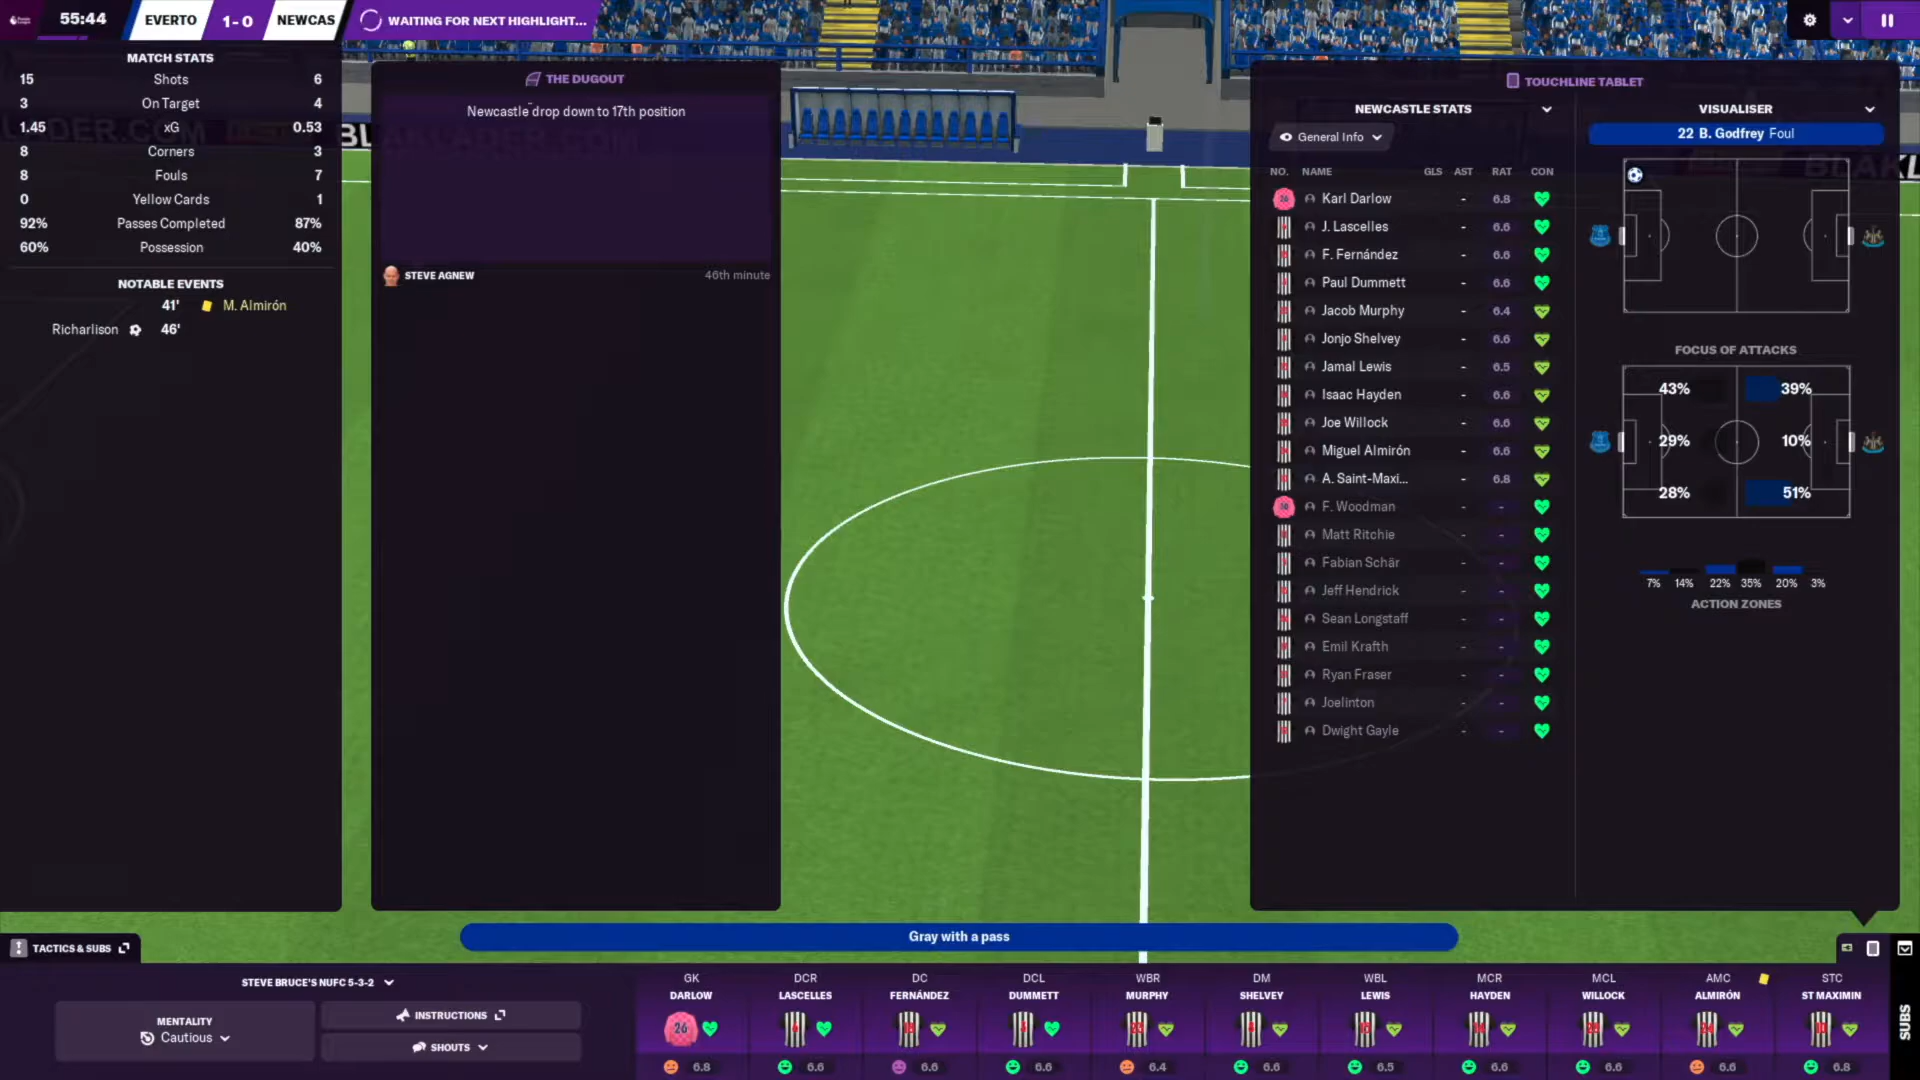 55:44
EVERTO 1 - 0 NEWCAS
WAITING FOR NEXT HIGHLIGHT...
MATCH STATS
15 Shots 6
3 On Target 4
1.45 xG 0.53
8 Corners 3
8 Fouls 7
0 Yellow Cards 1
92% Passes Completed 87%
60% Possession 40%
NOTABLE EVENTS
41' M. Almirón
Richarlison 46'
THE DUGOUT
Newcastle drop down to 17th position
STEVE AGNEW 46th minute
TOUCHLINE TABLET
NEWCASTLE STATS
General Info
NO. NAME GLS AST RAT CON
Karl Darlow - 6.8
J. Lascelles - 6.6
F. Fernández - 6.6
Paul Dummett - 6.6
Jacob Murphy - 6.4
Jonjo Shelvey - 6.6
Jamal Lewis - 6.5
Isaac Hayden - 6.6
Joe Willock - 6.6
Miguel Almirón - 6.6
A. Saint-Maxi... - 6.8
F. Woodman - -
Matt Ritchie - -
Fabian Schär - -
Jeff Hendrick - -
Sean Longstaff - -
Emil Krafth - -
Ryan Fraser - -
Joelinton - -
Dwight Gayle - -
VISUALISER
22 B. Godfrey Foul
FOCUS OF ATTACKS
43% 39%
29% 10%
28% 51%
7% 14% 22% 35% 20% 3%
ACTION ZONES
Gray with a pass
TACTICS & SUBS
STEVE BRUCE'S NUFC 5-3-2
MENTALITY
Cautious
INSTRUCTIONS
SHOUTS
GK DCR DC DCL WBR DM WBL MCR MCL AMC STC
DARLOW LASCELLES FERNÁNDEZ DUMMETT MURPHY SHELVEY LEWIS HAYDEN WILLOCK ALMIRÓN ST MAXIMIN
26
6.8 6.6 6.6 6.6 6.4 6.6 6.5 6.6 6.6 6.6 6.8
SUBS